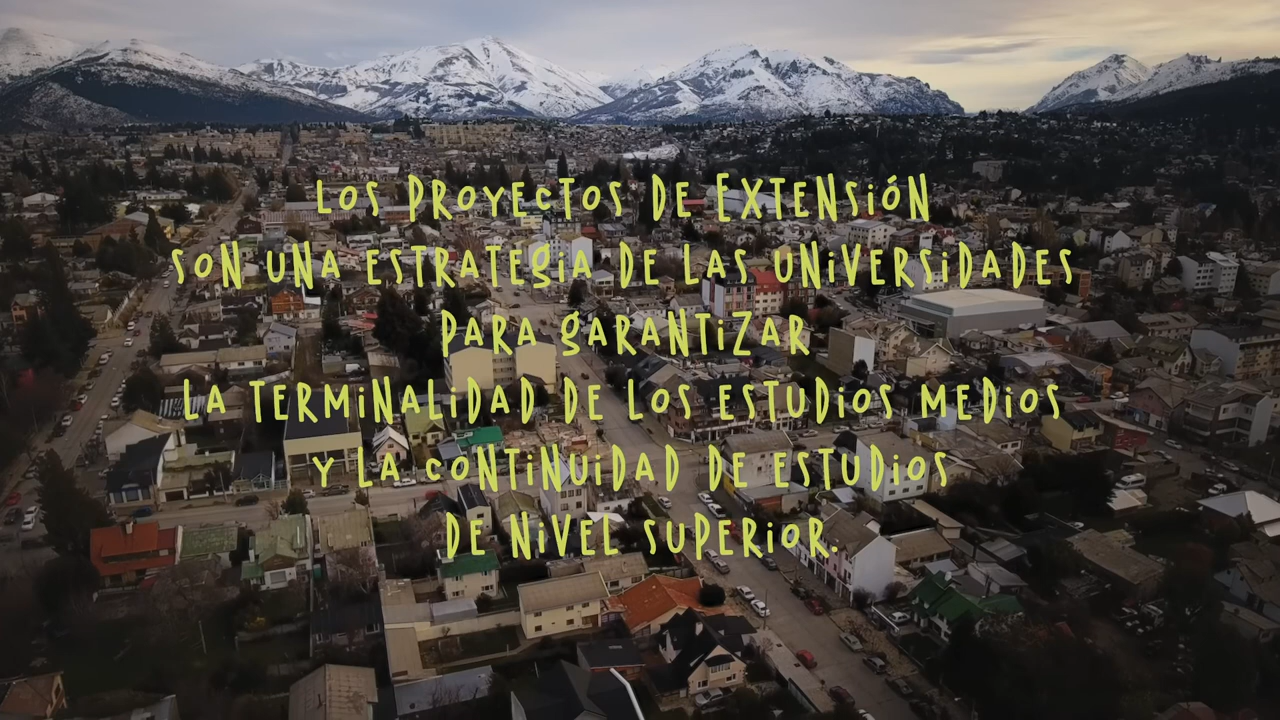 LOS PROYECTOS DE EXTENSIÓN
SON UNA ESTRATEGIA DE LAS UNIVERSIDADES
PARA GARANTIZAR
LA TERMINALIDAD DE LOS ESTUDIOS MEDIOS
Y LA CONTINUIDAD DE ESTUDIOS
DE NIVEL SUPERIOR.